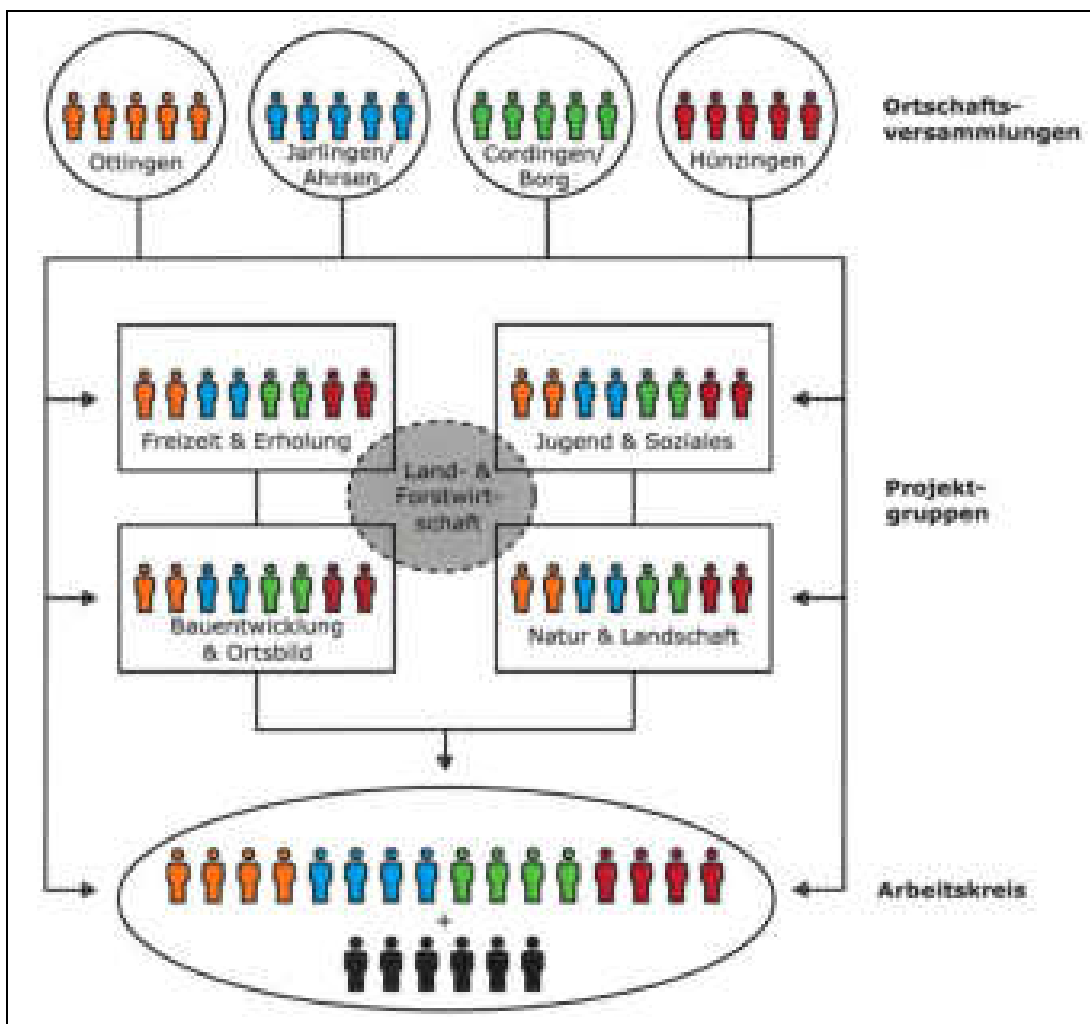 Ottingen
Jarlingen/
Ahrsen
Cordingen/
Borg
Hünzingen
Ortschafts-
versammlungen
Freizeit & Erholung
Jugend & Soziales
Land- &
Forstwirt-
schaft
Projekt-
gruppen
Bauentwicklung
& Ortsbild
Natur & Landschaft
+
Arbeitskreis